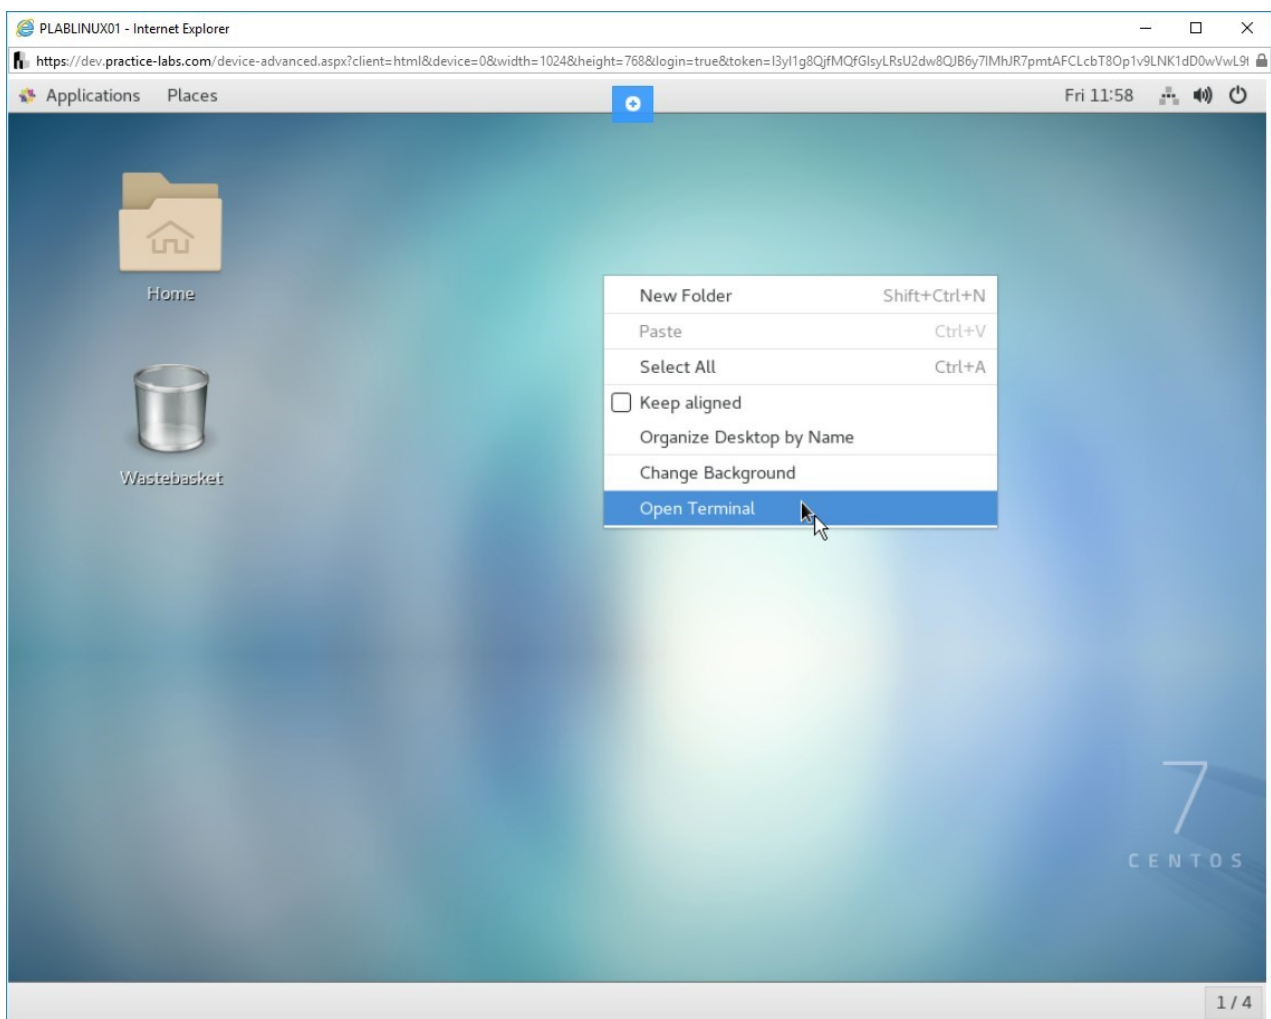 PLABLINUX01 - Internet Explorer
https://dev.practice-labs.com/device-advanced.aspx?client=html&device=0&width=1024&height=768&login=true&token=
Applications Places Fri 11:58
Home
Wastebasket
New Folder Shift+Ctrl+N
Paste Ctrl+V
Select All Ctrl+A
Keep aligned
Organize Desktop by Name
Change Background
Open Terminal
7
CENTOS
1 / 4